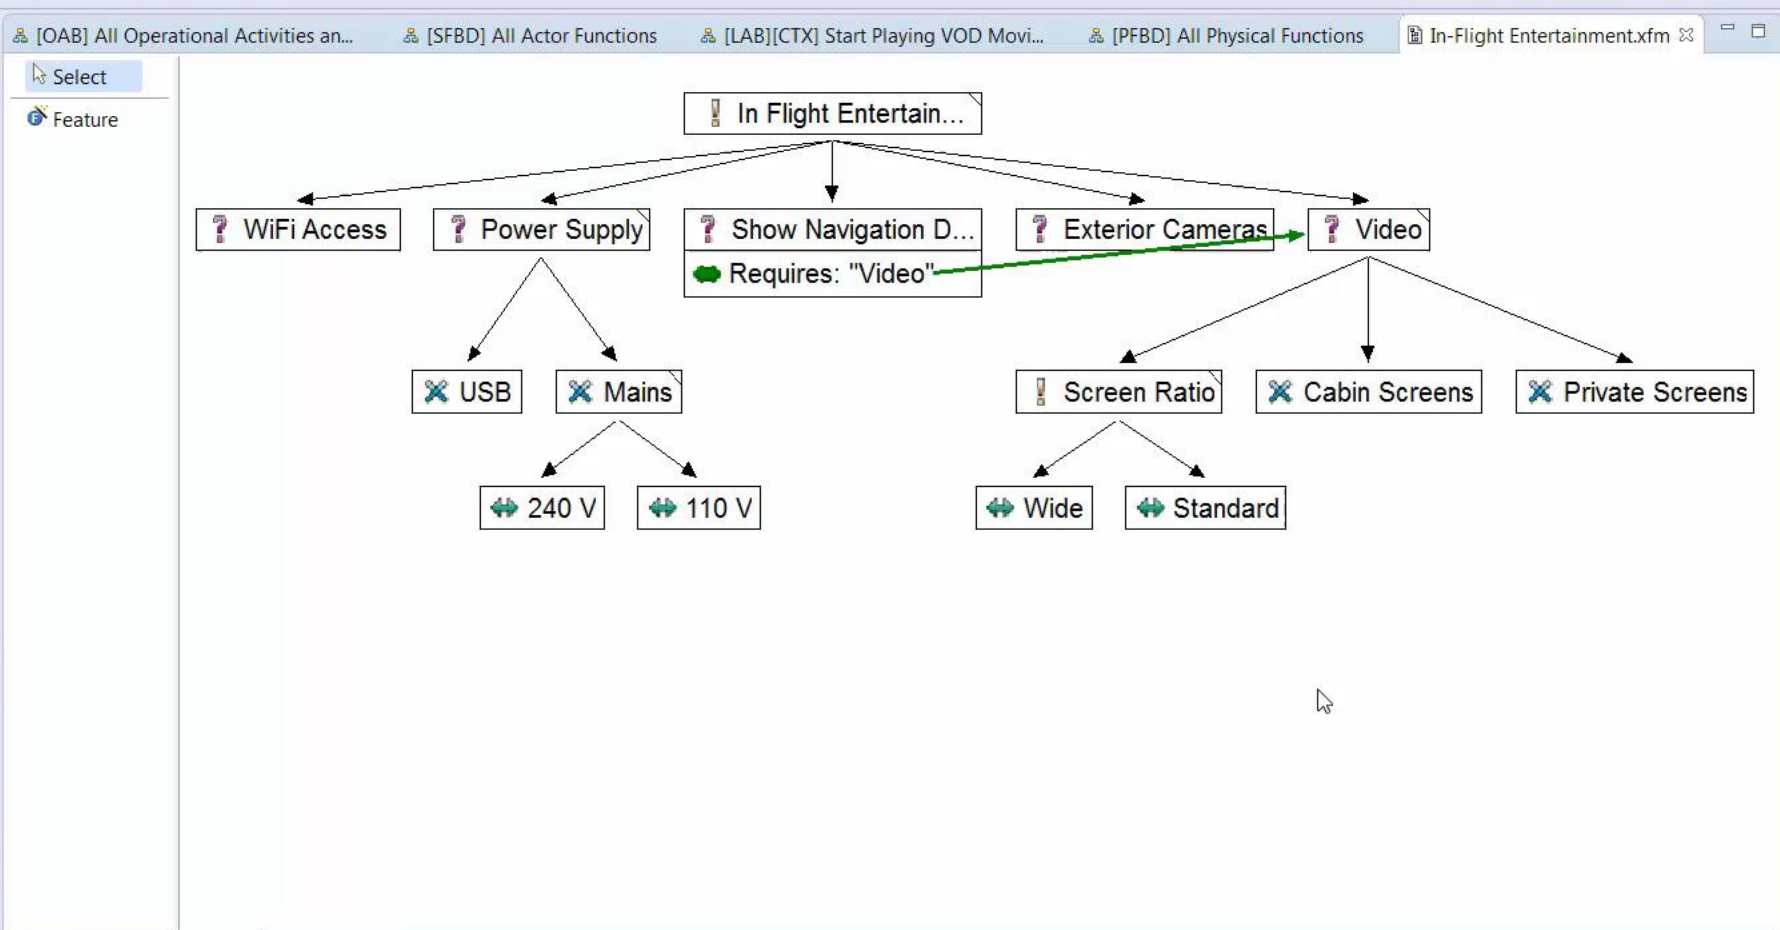 [OAB] All Operational Activities an...
[SFBD] All Actor Functions
[LAB][CTX] Start Playing VOD Movi...
[PFBD] All Physical Functions
In-Flight Entertainment.xfm
Select
Feature
In Flight Entertain...
WiFi Access
Power Supply
Show Navigation D...
Exterior Cameras
Video
Requires: "Video"
USB
Mains
Screen Ratio
Cabin Screens
Private Screens
240 V
110 V
Wide
Standard